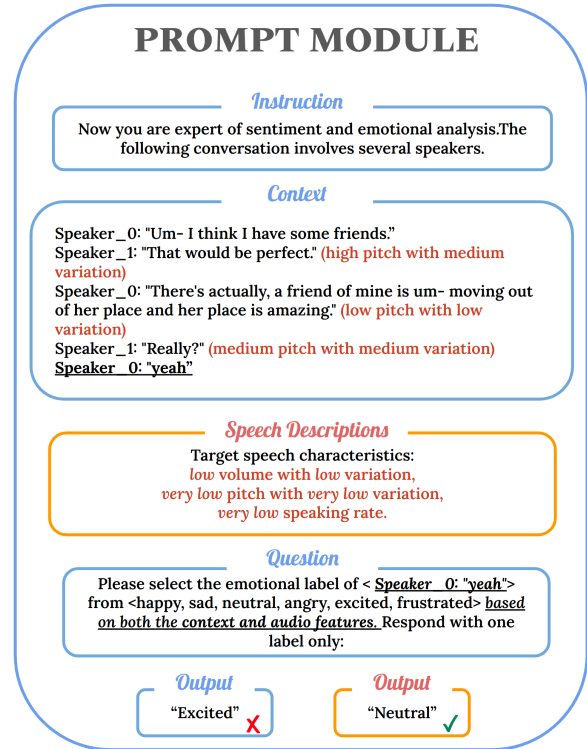 PROMPT MODULE
Instruction
Now you are expert of sentiment and emotional analysis.The
following conversation involves several speakers.
Context
Speaker_0: "Um- I think I have some friends.”
Speaker_1: "That would be perfect." (high pitch with medium
variation)
Speaker_0: "There's actually, a friend of mine is um- moving out
of her place and her place is amazing." (low pitch with low
variation)
Speaker_1: "Really?" (medium pitch with medium variation)
Speaker_0: "yeah”
Speech Descriptions
Target speech characteristics:
low volume with low variation,
very low pitch with very low variation,
very low speaking rate.
Question
Please select the emotional label of < Speaker_0: "yeah">
from <happy, sad, neutral, angry, excited, frustrated> based
on both the context and audio features. Respond with one
label only:
Output
“Excited” ✗
Output
“Neutral” ✓